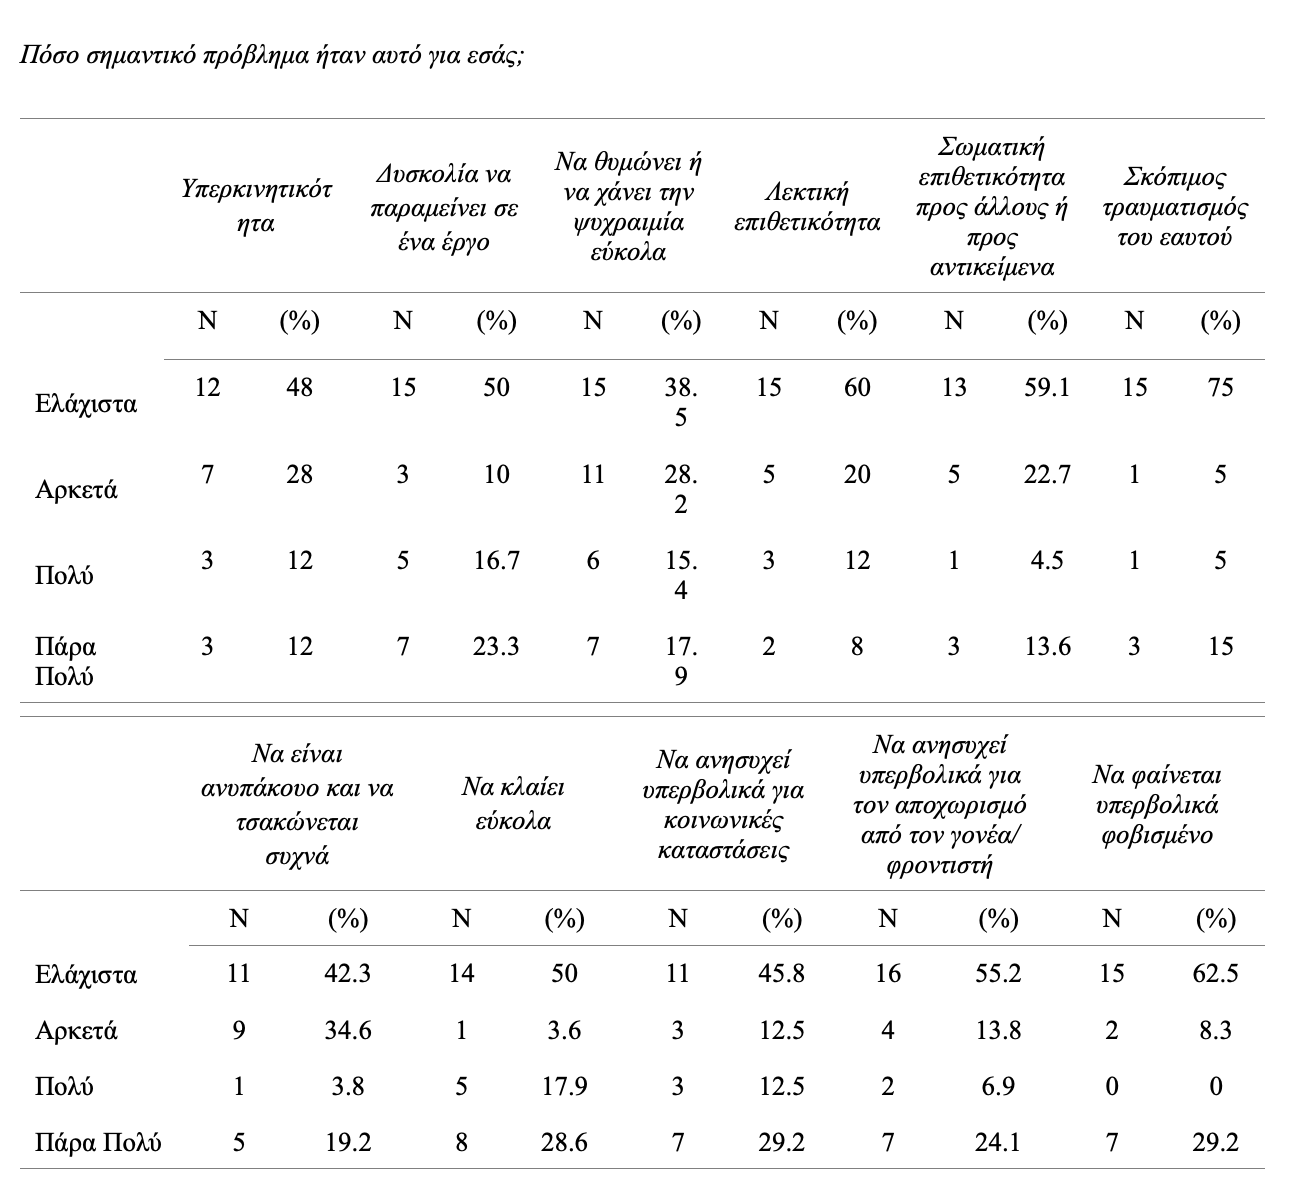 Πόσο σημαντικό πρόβλημα ήταν αυτό για εσάς;
Υπερκινητικότ
ητα
Δυσκολία να
παραμείνει σε
ένα έργο
Να θυμώνει ή
να χάνει την
ψυχραιμία
εύκολα
Λεκτική
επιθετικότητα
Σωματική
επιθετικότητα
προς άλλους ή
προς
αντικείμενα
Σκόπιμος
τραυματισμός
του εαυτού
N (%) N (%) N (%) N (%) N (%) N (%)
Ελάχιστα 12 48 15 50 15 38. 15 60 13 59.1 15 75
5
Αρκετά 7 28 3 10 11 28. 5 20 5 22.7 1 5
2
Πολύ 3 12 5 16.7 6 15. 3 12 1 4.5 1 5
4
Πάρα 3 12 7 23.3 7 17. 2 8 3 13.6 3 15
Πολύ 9
Να είναι
ανυπάκουο και να
τσακώνεται
συχνά
Να κλαίει
εύκολα
Να ανησυχεί
υπερβολικά για
κοινωνικές
καταστάσεις
Να ανησυχεί
υπερβολικά για
τον αποχωρισμό
από τον γονέα/
φροντιστή
Να φαίνεται
υπερβολικά
φοβισμένο
N (%) N (%) N (%) N (%) N (%)
Ελάχιστα 11 42.3 14 50 11 45.8 16 55.2 15 62.5
Αρκετά 9 34.6 1 3.6 3 12.5 4 13.8 2 8.3
Πολύ 1 3.8 5 17.9 3 12.5 2 6.9 0 0
Πάρα Πολύ 5 19.2 8 28.6 7 29.2 7 24.1 7 29.2